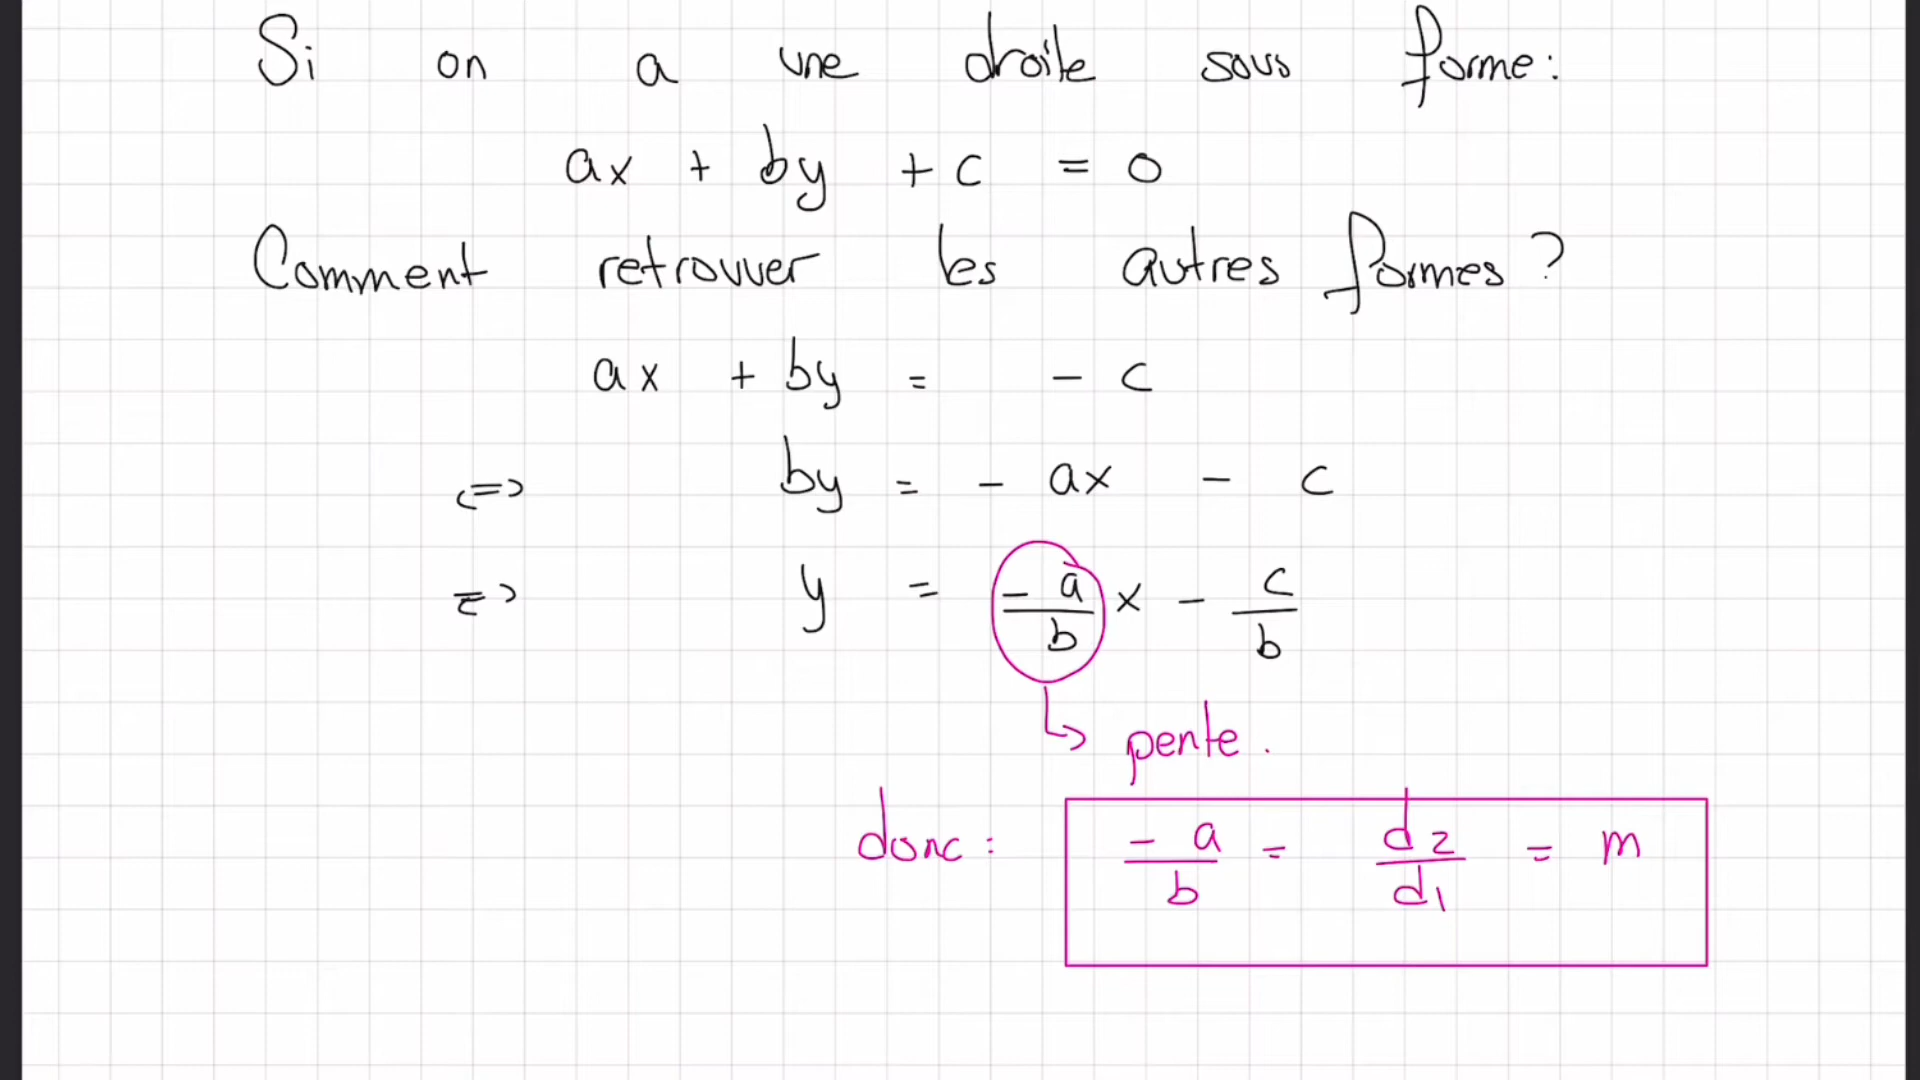 Si on a une droite sous forme:
ax + by + c = 0
Comment retrouver les autres formes?
ax + by = - c
<=> by = - ax - c
<=> y = -a/b x - c/b
↳ pente.
donc: -a/b = d2/d1 = m